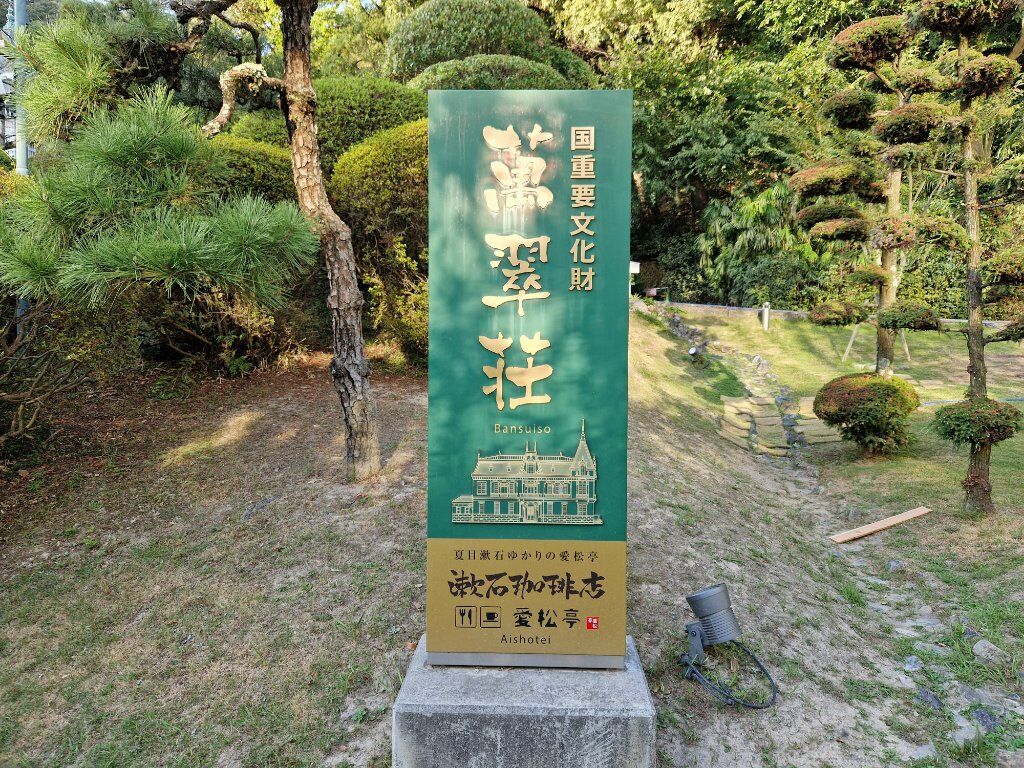 国重要文化財
萬翠荘
Bansuiso
夏目漱石ゆかりの愛松亭
漱石珈琲店
愛松亭
Aishotei